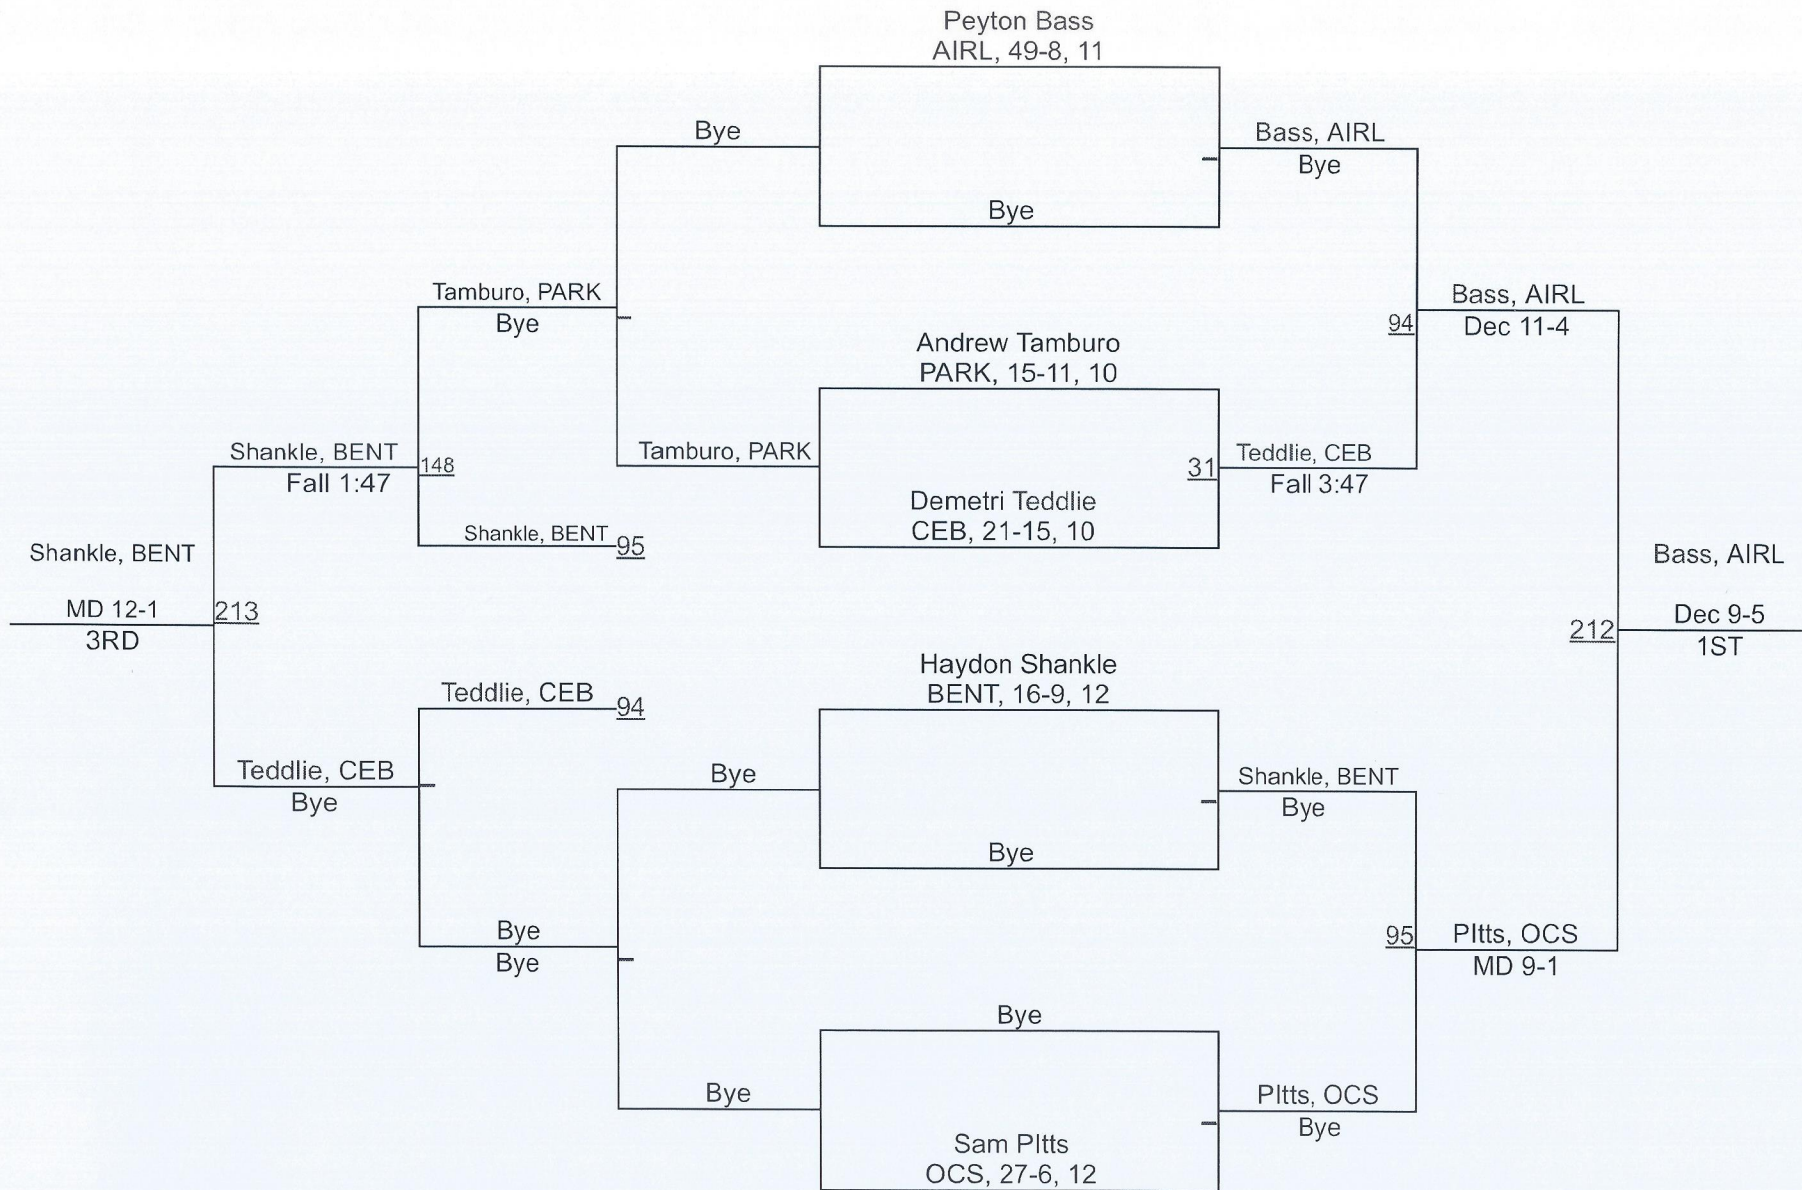 Peyton Bass
AIRL, 49-8, 11
Bye
Bass, AIRL
Bye
Bye
Tamburo, PARK
Bye
Bass, AIRL
94
Dec 11-4
Andrew Tamburo
PARK, 15-11, 10
Shankle, BENT
148
Fall 1:47
Tamburo, PARK
31
Teddlie, CEB
Fall 3:47
Demetri Teddlie
CEB, 21-15, 10
Shankle, BENT
95
Shankle, BENT
MD 12-1
213
3RD
Bass, AIRL
Dec 9-5
212
1ST
Haydon Shankle
BENT, 16-9, 12
Teddlie, CEB
94
Teddlie, CEB
Bye
Bye
Shankle, BENT
Bye
Bye
Bye
Bye
95
PItts, OCS
MD 9-1
Bye
Bye
PItts, OCS
Bye
Sam PItts
OCS, 27-6, 12